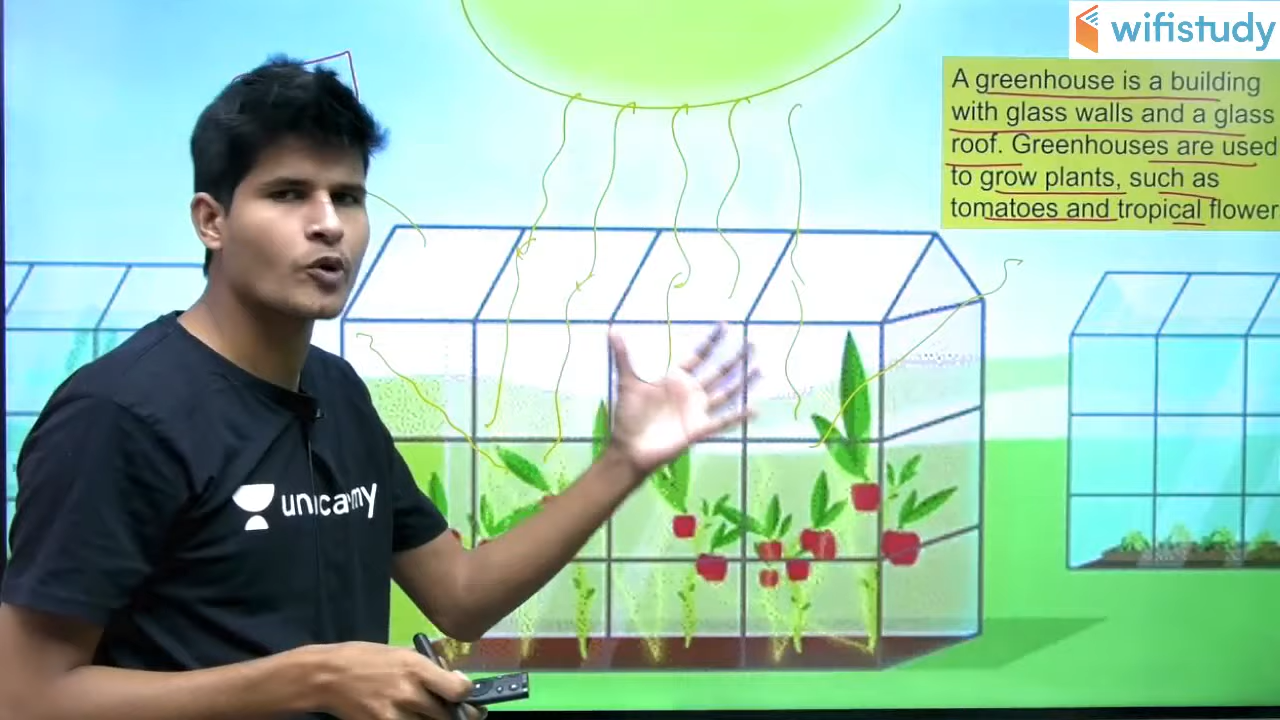 wifistudy
A greenhouse is a building
with glass walls and a glass
roof. Greenhouses are used
to grow plants, such as
tomatoes and tropical flower